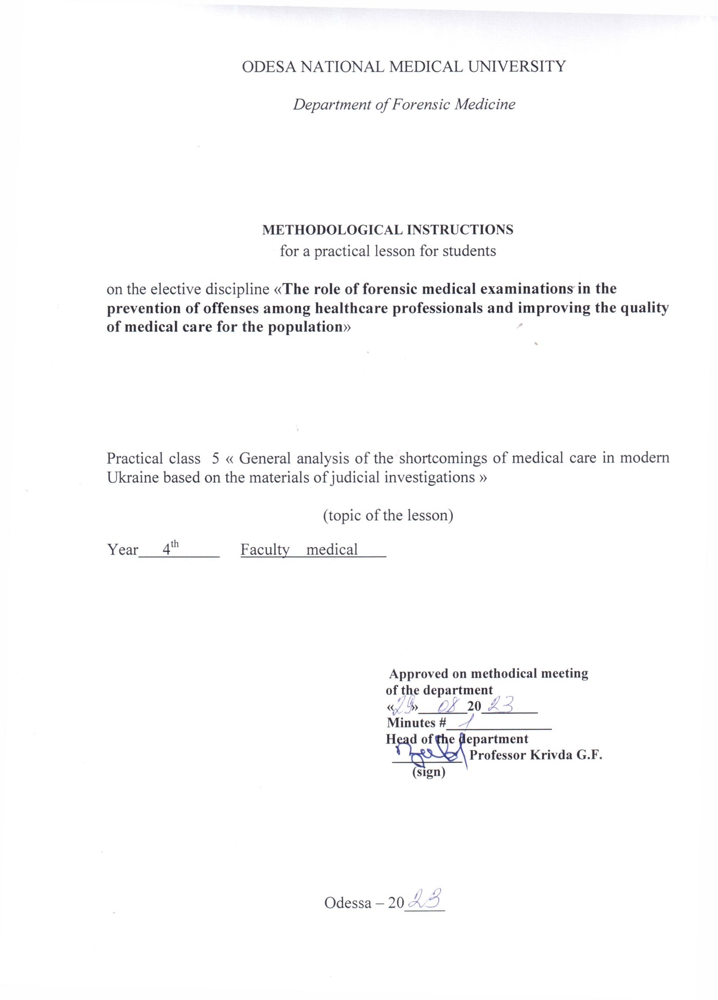 ODESA NATIONAL MEDICAL UNIVERSITY
Department of Forensic Medicine
METHODOLOGICAL INSTRUCTIONS
for a practical lesson for students
on the elective discipline «The role of forensic medical examinations in the
prevention of offenses among healthcare professionals and improving the quality
of medical care for the population»
Practical class 5 « General analysis of the shortcomings of medical care in modern
Ukraine based on the materials of judicial investigations »
(topic of the lesson)
Year 4th Faculty medical
Approved on methodical meeting
of the department
«29» 08 20 23
Minutes # 1
Head of the department
Professor Krivda G.F.
(sign)
Odessa – 20 23